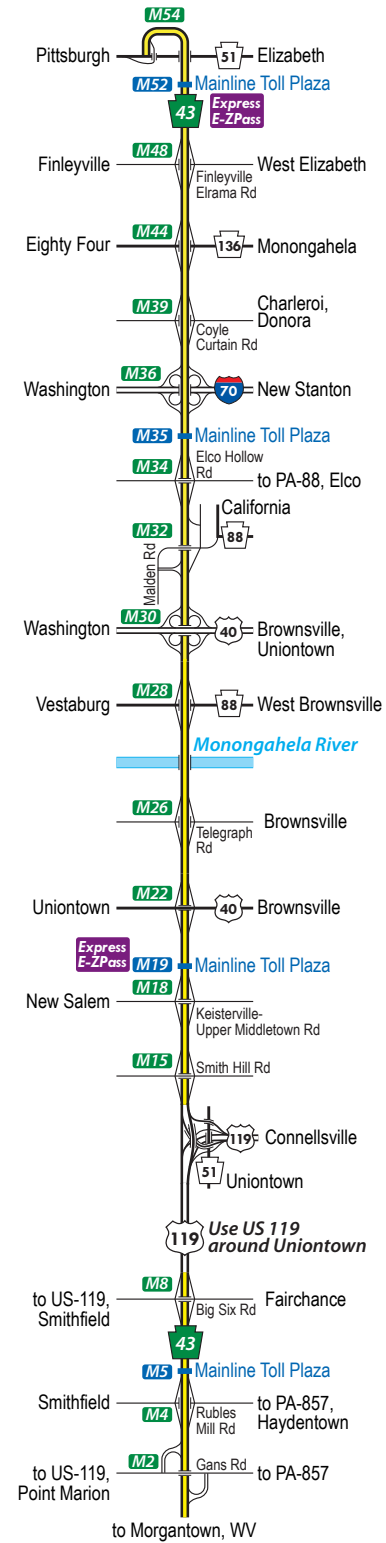 M54
Pittsburgh 51 Elizabeth
M52 Mainline Toll Plaza
43 Express
E-ZPass
M48
Finleyville West Elizabeth
Finleyville
Elrama Rd
M44
Eighty Four 136 Monongahela
M39 Charleroi,
Donora
Coyle
Curtain Rd
M36
Washington 70 New Stanton
M35 Mainline Toll Plaza
M34 Elco Hollow
Rd
to PA-88, Elco
California
M32 88
Malden Rd
M30
Washington 40 Brownsville,
Uniontown
M28
Vestaburg 88 West Brownsville
Monongahela River
M26
Brownsville
Telegraph
Rd
M22
Uniontown 40 Brownsville
Express
E-ZPass
M19 Mainline Toll Plaza
M18
New Salem
Keisterville-
Upper Middletown Rd
M15 Smith Hill Rd
119 Connellsville
51
Uniontown
119 Use US 119
around Uniontown
M8
to US-119,
Smithfield
Big Six Rd
Fairchance
43
M5 Mainline Toll Plaza
Smithfield to PA-857,
Haydentown
M4 Rubles
Mill Rd
M2 Gans Rd
to US-119,
Point Marion
to PA-857
to Morgantown, WV